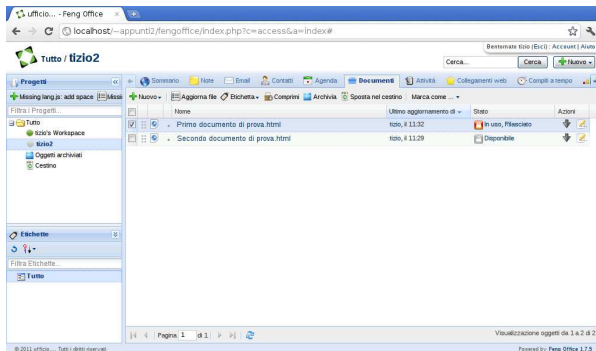 ufficio... - Feng Office
localhost/~appunti2/fengoffice/index.php?c=access&a=index#
Bentornato tizio (Esci) : Account | Aiuto
Tutto / tizio2
Cerca...
Cerca
Nuovo
Progetti
Sommario Note Email Contatti Agenda Documenti Attività Collegamenti web Compiti a tempo
Missing lang.js: add space Missi
Nuovo Aggiorna file Etichetta Comprimi Archivia Sposta nel cestino Marca come ...
Filtra i Progetti...
Nome Ultimo aggiornamento di Stato Azioni
Tutto
Primo documento di prova.html tizio, il 11:32 In uso, Rilasciato
tizio's Workspace
Secondo documento di prova.html tizio, il 11:29 Disponibile
tizio2
Oggetti archiviati
Cestino
Etichette
Filtra Etichette...
Tutto
Pagina 1 di 1
Visualizzazione oggetti da 1 a 2 di 2
© 2011 ufficio.... Tutti i diritti riservati.
Powered by Feng Office 1.7.5